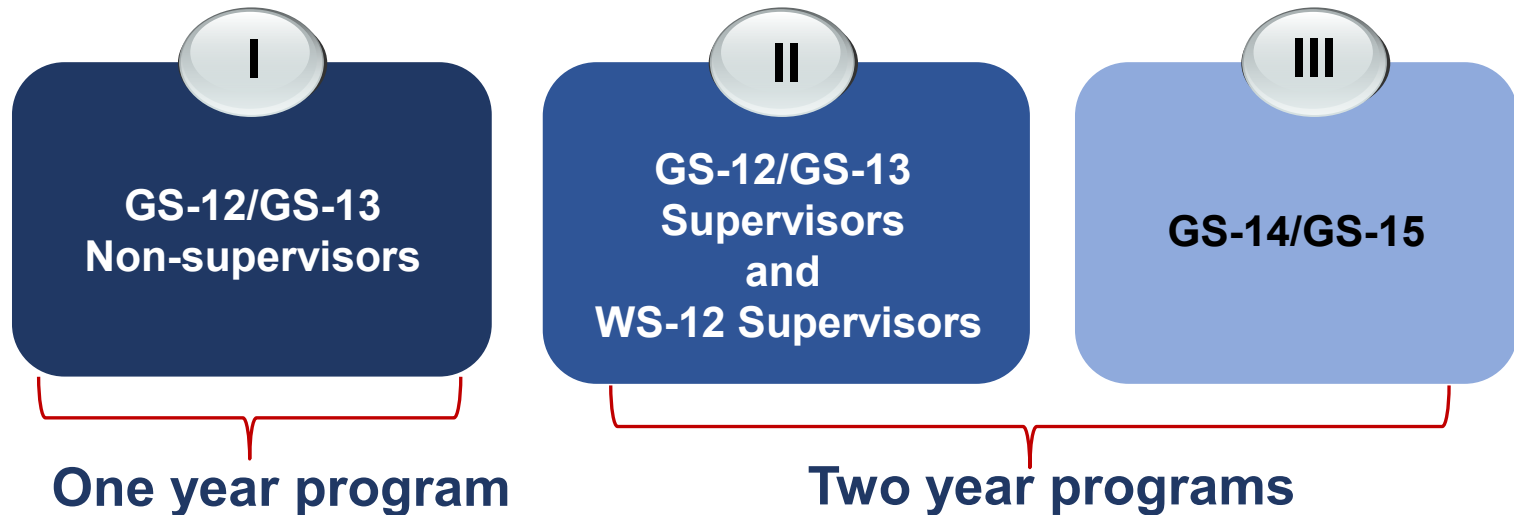 I
GS-12/GS-13
Non-supervisors
II
GS-12/GS-13
Supervisors
and
WS-12 Supervisors
III
GS-14/GS-15
One year program
Two year programs